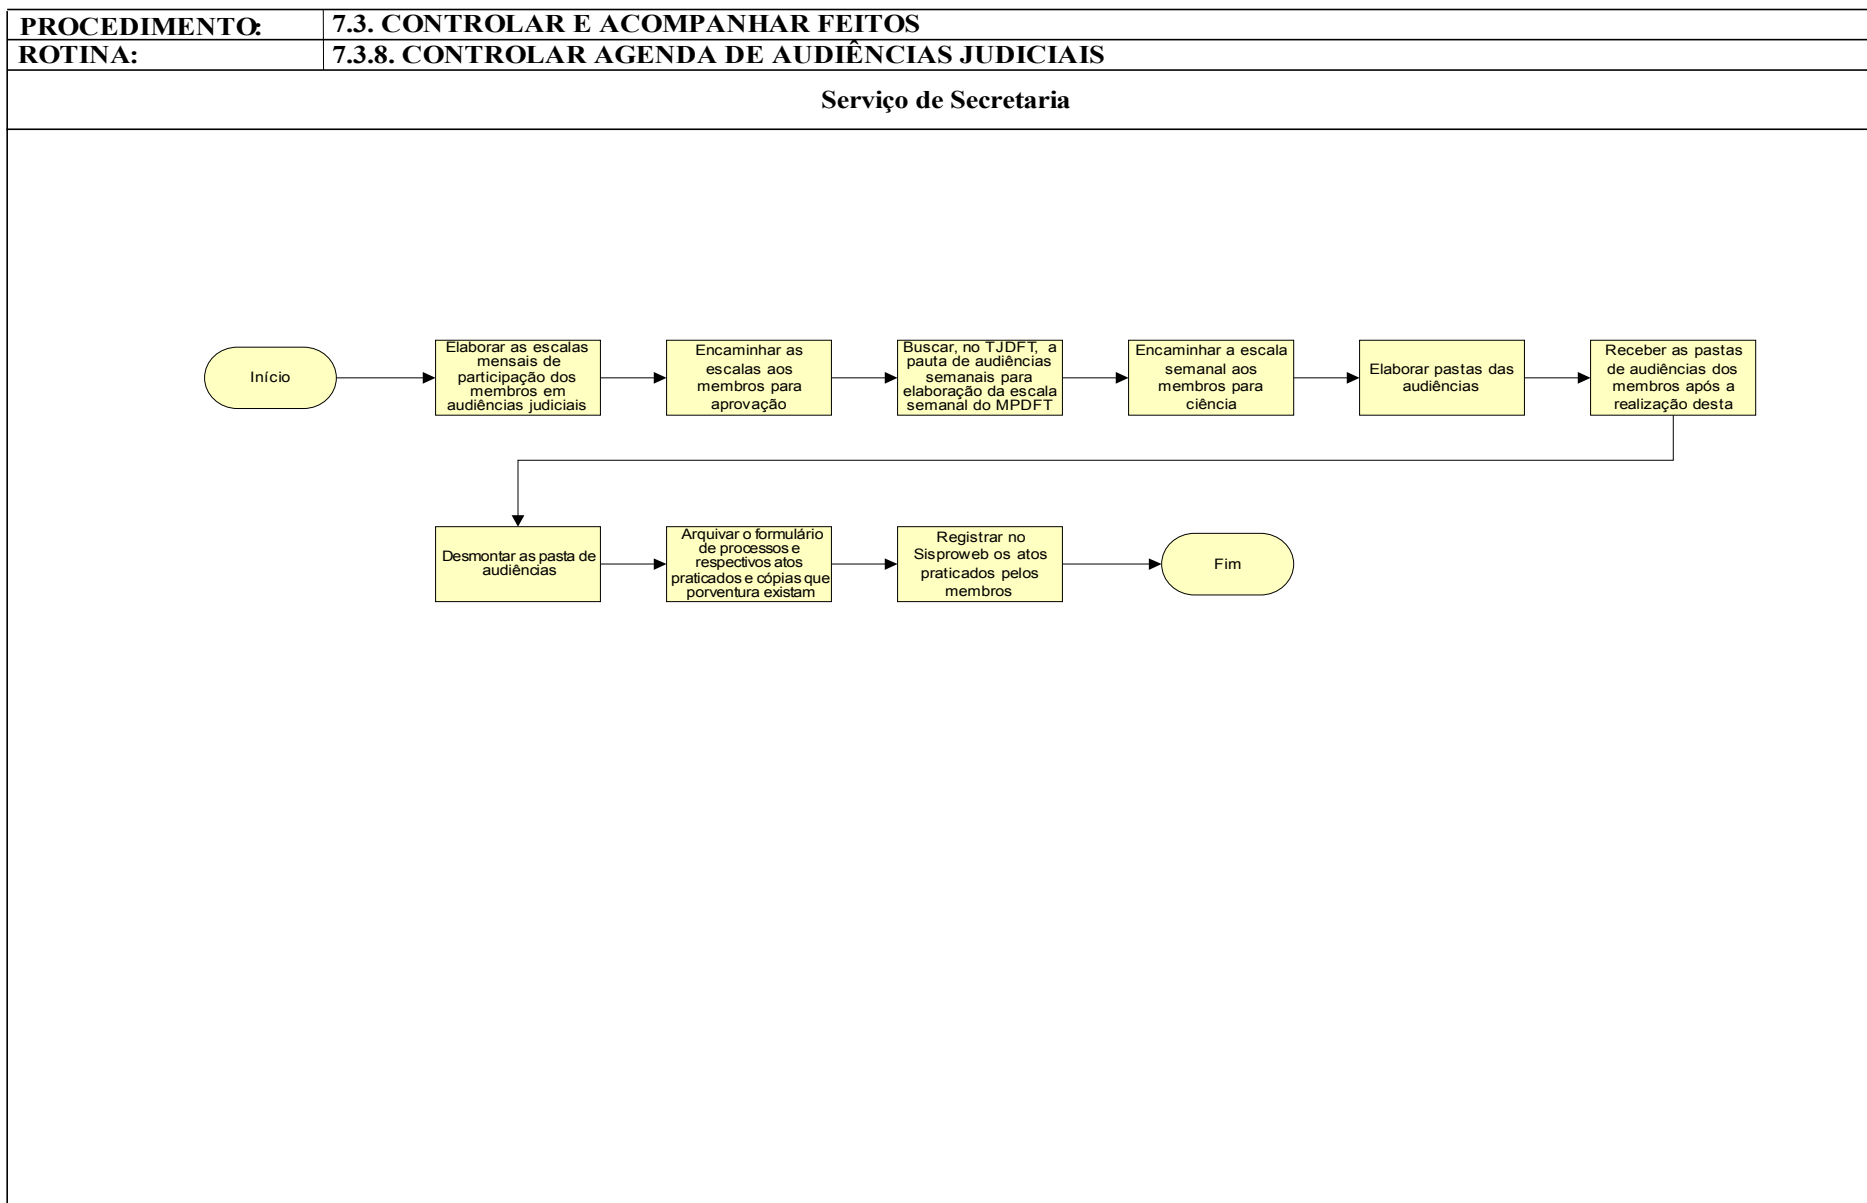 PROCEDIMENTO: 7.3. CONTROLAR E ACOMPANHAR FEITOS
ROTINA: 7.3.8. CONTROLAR AGENDA DE AUDIÊNCIAS JUDICIAIS
Serviço de Secretaria
Início
Elaborar as escalas
mensais de
participação dos
membros em
audiências judiciais
Encaminhar as
escalas aos
membros para
aprovação
Buscar, no TJDFT, a
pauta de audiências
semanais para
elaboração da escala
semanal do MPDFT
Encaminhar a escala
semanal aos
membros para
ciência
Elaborar pastas das
audiências
Receber as pastas
de audiências dos
membros após a
realização desta
Desmontar as pasta de
audiências
Arquivar o formulário
de processos e
respectivos atos
praticados e cópias que
porventura existam
Registrar no
Sisproweb os atos
praticados pelos
membros
Fim